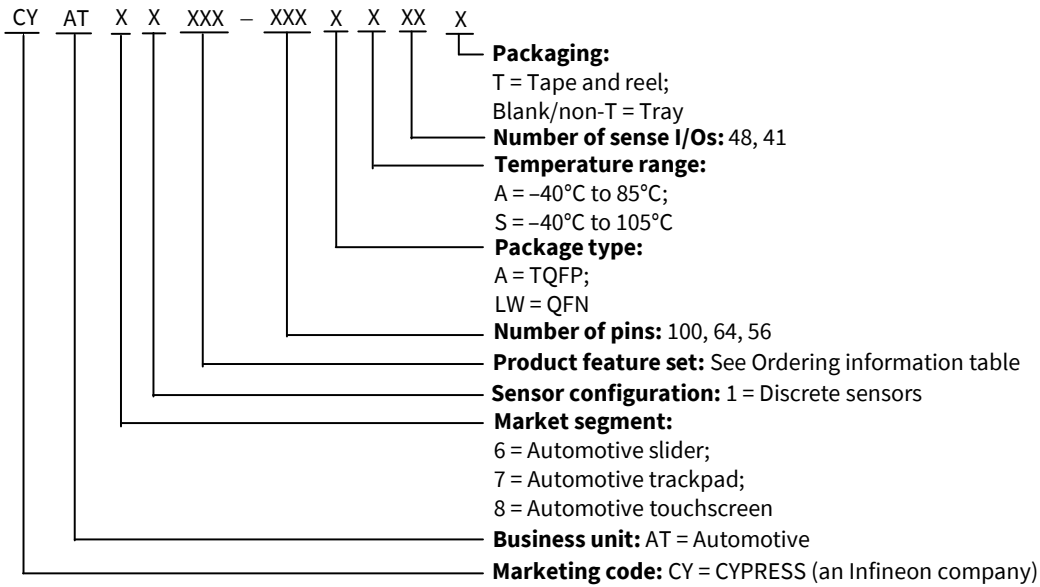 CY AT X X XXX – XXX X X XX X
Packaging:
T = Tape and reel;
Blank/non-T = Tray
Number of sense I/Os: 48, 41
Temperature range:
A = –40°C to 85°C;
S = –40°C to 105°C
Package type:
A = TQFP;
LW = QFN
Number of pins: 100, 64, 56
Product feature set: See Ordering information table
Sensor configuration: 1 = Discrete sensors
Market segment:
6 = Automotive slider;
7 = Automotive trackpad;
8 = Automotive touchscreen
Business unit: AT = Automotive
Marketing code: CY = CYPRESS (an Infineon company)